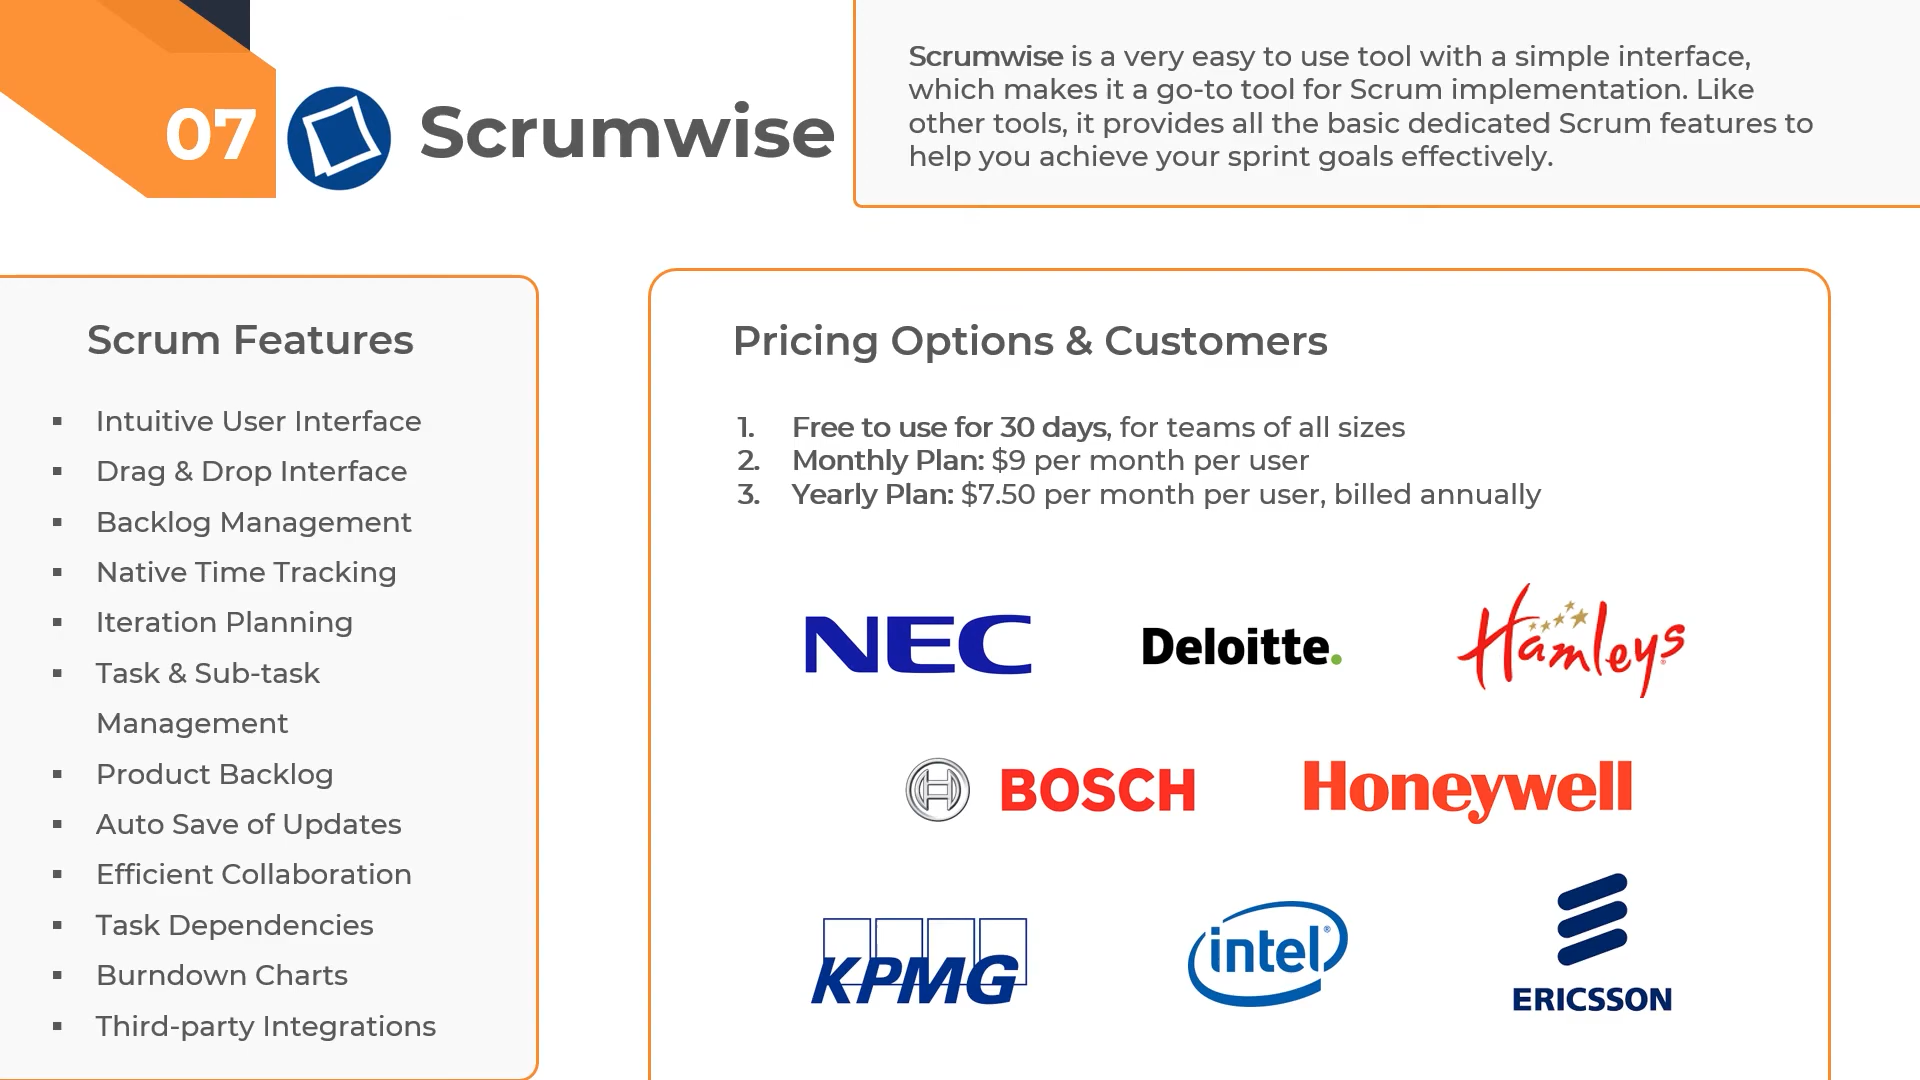 07
Scrumwise
Scrumwise is a very easy to use tool with a simple interface,
which makes it a go-to tool for Scrum implementation. Like
other tools, it provides all the basic dedicated Scrum features to
help you achieve your sprint goals effectively.
Scrum Features
▪ Intuitive User Interface
▪ Drag & Drop Interface
▪ Backlog Management
▪ Native Time Tracking
▪ Iteration Planning
▪ Task & Sub-task
Management
▪ Product Backlog
▪ Auto Save of Updates
▪ Efficient Collaboration
▪ Task Dependencies
▪ Burndown Charts
▪ Third-party Integrations
Pricing Options & Customers
1. Free to use for 30 days, for teams of all sizes
2. Monthly Plan: $9 per month per user
3. Yearly Plan: $7.50 per month per user, billed annually
NEC
Deloitte.
Hamleys®
BOSCH
Honeywell
KPMG
intel®
ERICSSON